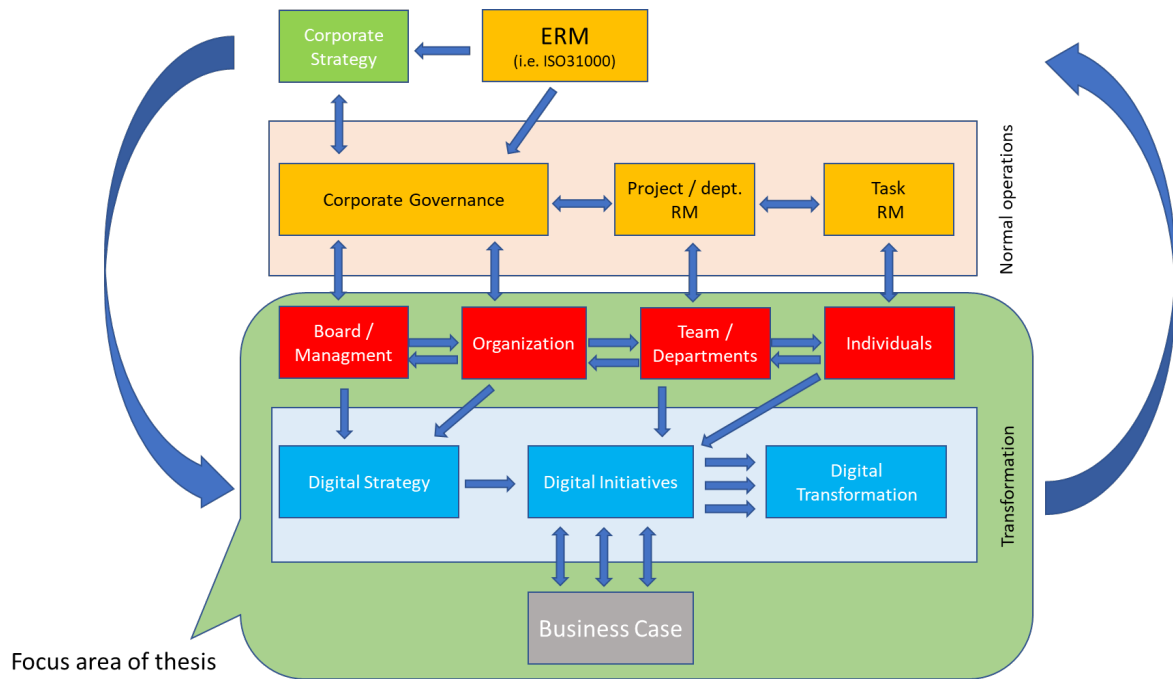 Corporate
Strategy
ERM
(i.e. ISO31000)
Corporate Governance
Project / dept.
RM
Task
RM
Normal operations
Board /
Managment
Organization
Team /
Departments
Individuals
Digital Strategy
Digital Initiatives
Digital
Transformation
Transformation
Business Case
Focus area of thesis